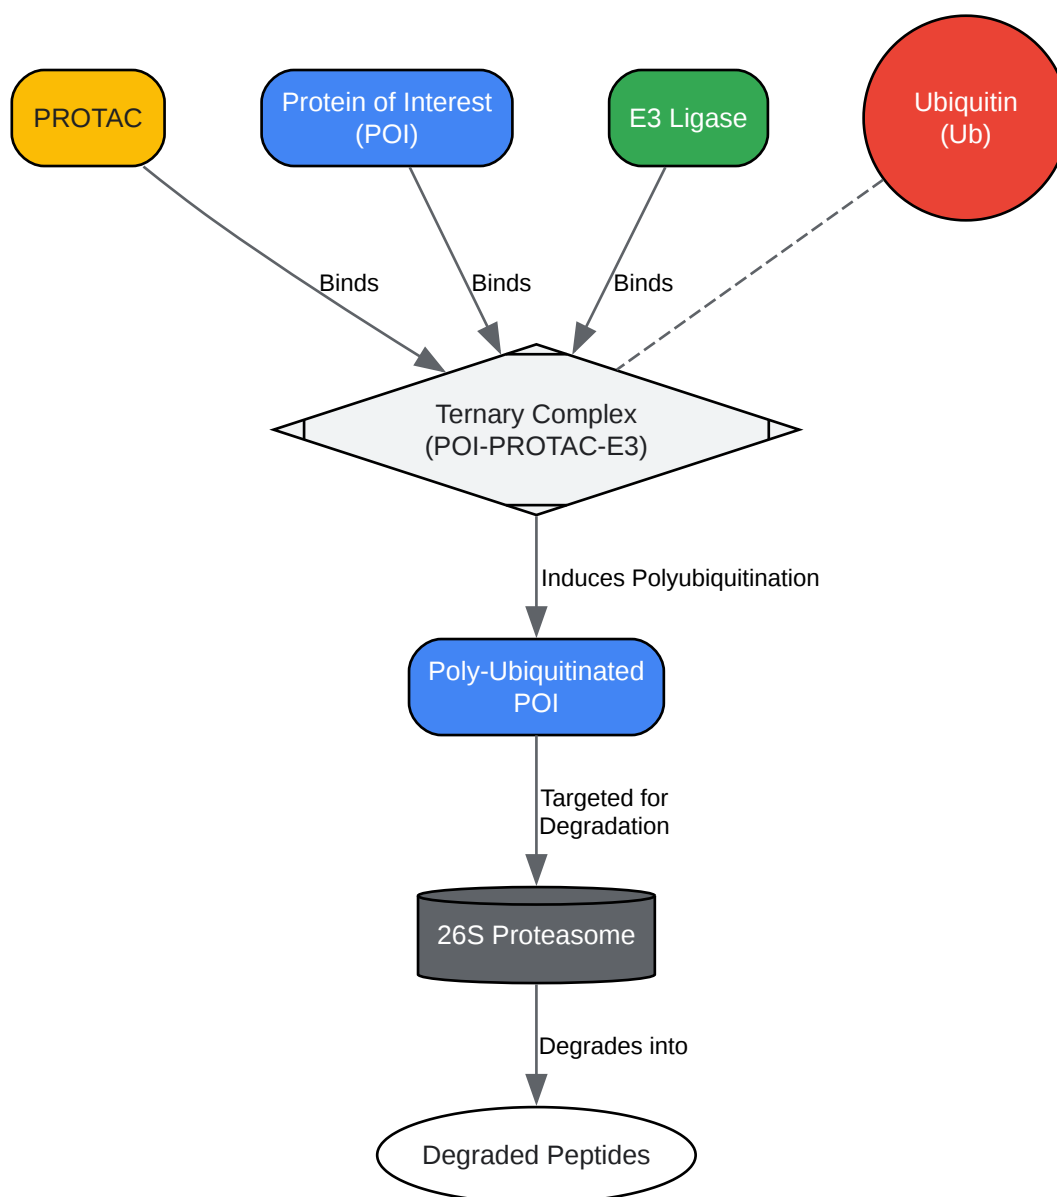 PROTAC
Protein of Interest
(POI)
E3 Ligase
Ubiquitin
(Ub)
Binds
Binds
Binds
Ternary Complex
(POI-PROTAC-E3)
Induces Polyubiquitination
Poly-Ubiquitinated
POI
Targeted for
Degradation
26S Proteasome
Degrades into
Degraded Peptides